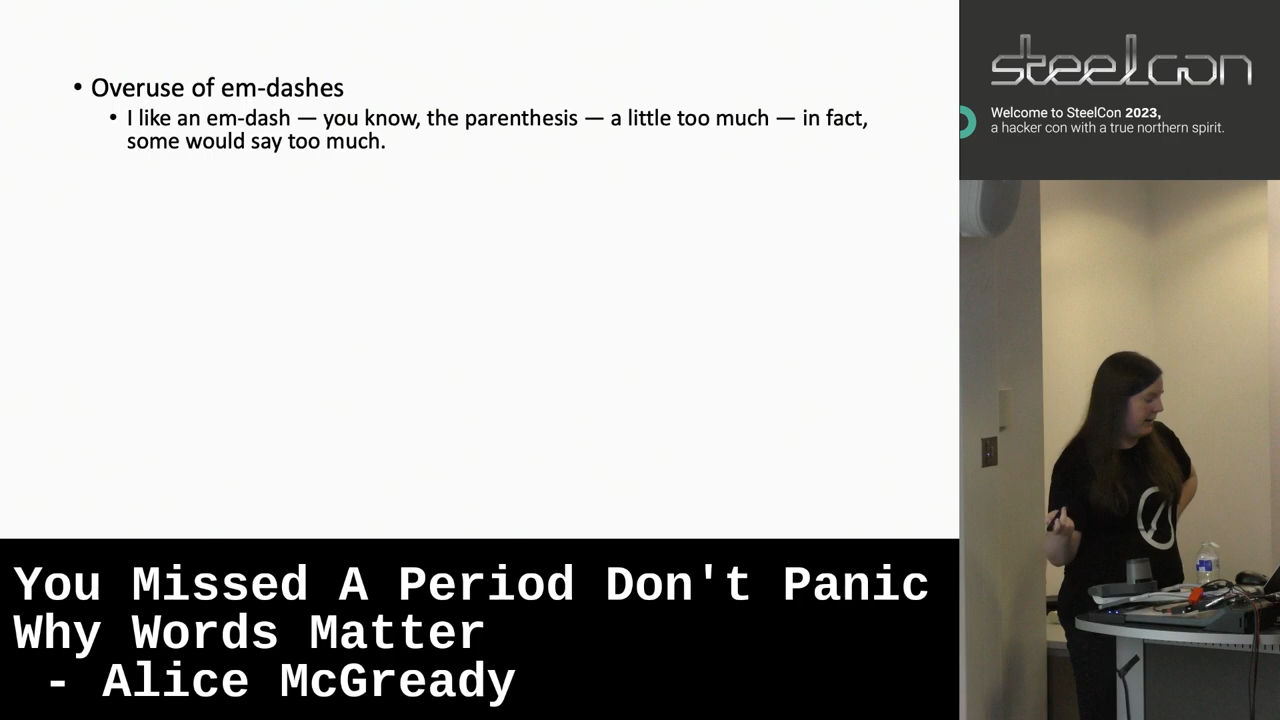 • Overuse of em-dashes
• I like an em-dash — you know, the parenthesis — a little too much — in fact,
some would say too much.
steelcon
Welcome to SteelCon 2023,
a hacker con with a true northern spirit.
You Missed A Period Don't Panic
Why Words Matter
- Alice McGready